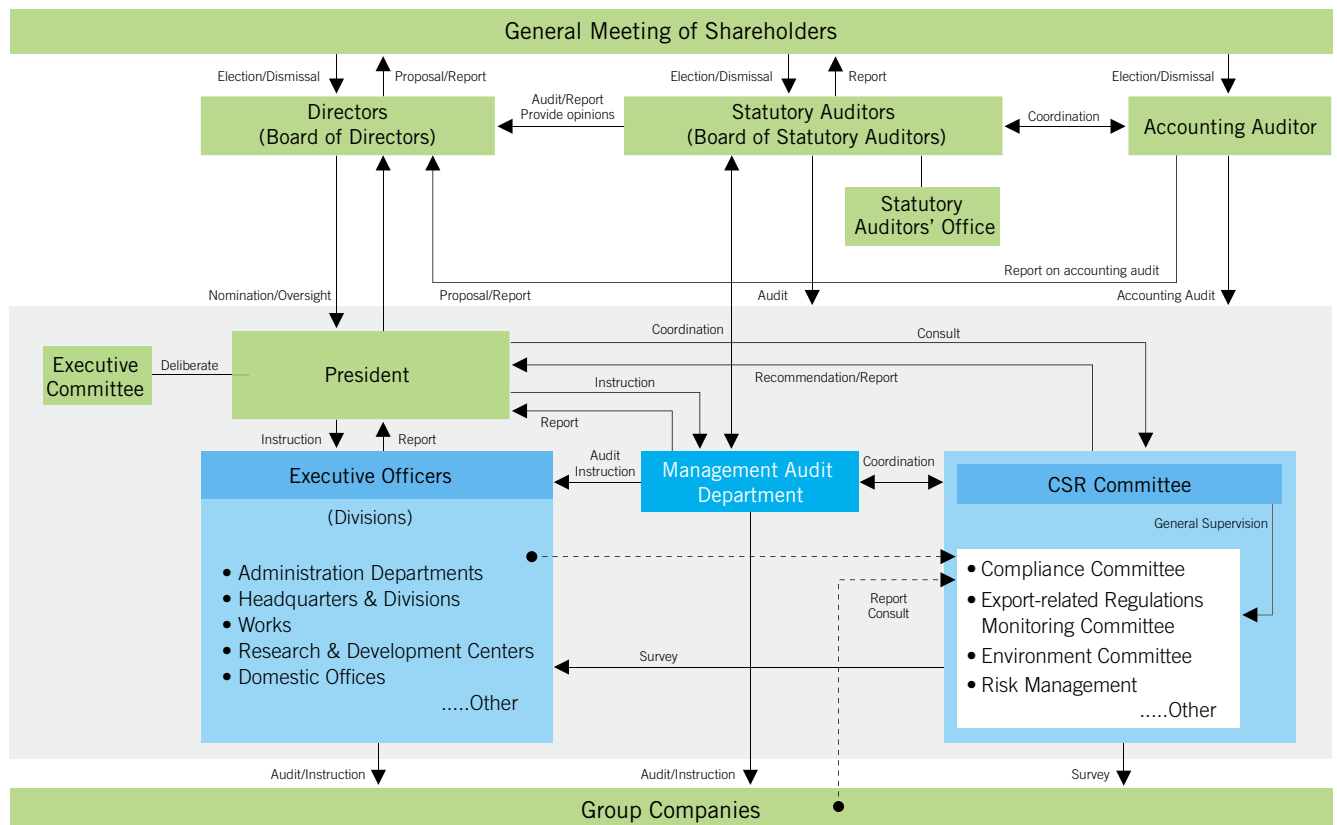 General Meeting of Shareholders
Election/Dismissal
Proposal/Report
Election/Dismissal
Report
Election/Dismissal
Directors
(Board of Directors)
Audit/Report
Provide opinions
Statutory Auditors
(Board of Statutory Auditors)
Coordination
Accounting Auditor
Statutory
Auditors' Office
Report on accounting audit
Nomination/Oversight
Proposal/Report
Audit
Accounting Audit
Executive
Committee
Deliberate
President
Coordination
Consult
Recommendation/Report
Instruction
Report
Instruction
Report
Executive Officers
(Divisions)
• Administration Departments
• Headquarters & Divisions
• Works
• Research & Development Centers
• Domestic Offices
.....Other
Audit
Instruction
Management Audit
Department
Coordination
CSR Committee
General Supervision
• Compliance Committee
• Export-related Regulations
Monitoring Committee
• Environment Committee
• Risk Management
.....Other
Report
Consult
Survey
Audit/Instruction
Audit/Instruction
Survey
Group Companies